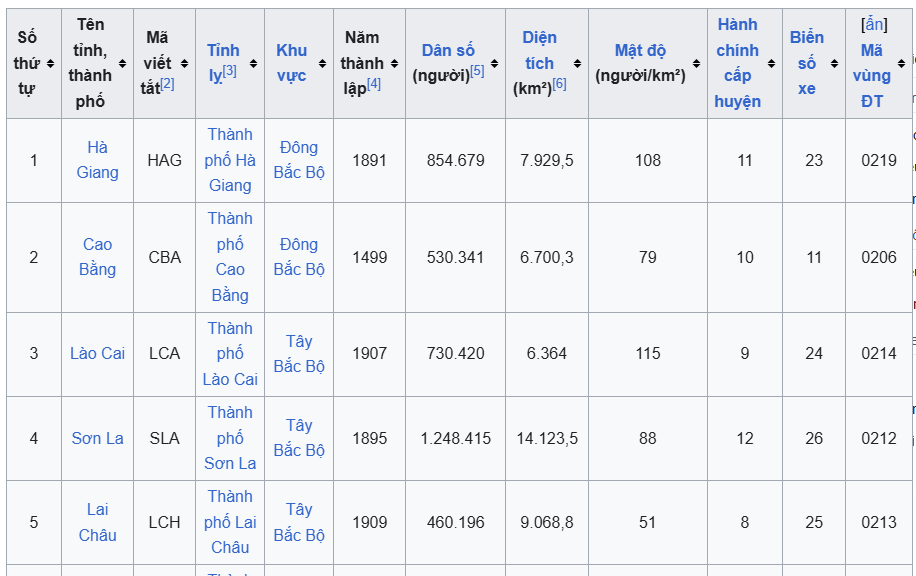 Số thứ tự
Tên tỉnh, thành phố
Mã viết tắt[2]
Tỉnh lỵ[3]
Khu vực
Năm thành lập[4]
Dân số (người)[5]
Diện tích (km²)[6]
Mật độ (người/km²)
Hành chính cấp huyện
Biển số xe
[ẩn] Mã vùng ĐT
1 Hà Giang HAG Thành phố Hà Giang Đông Bắc Bộ 1891 854.679 7.929,5 108 11 23 0219
2 Cao Bằng CBA Thành phố Cao Bằng Đông Bắc Bộ 1499 530.341 6.700,3 79 10 11 0206
3 Lào Cai LCA Thành phố Lào Cai Tây Bắc Bộ 1907 730.420 6.364 115 9 24 0214
4 Sơn La SLA Thành phố Sơn La Tây Bắc Bộ 1895 1.248.415 14.123,5 88 12 26 0212
5 Lai Châu LCH Thành phố Lai Châu Tây Bắc Bộ 1909 460.196 9.068,8 51 8 25 0213